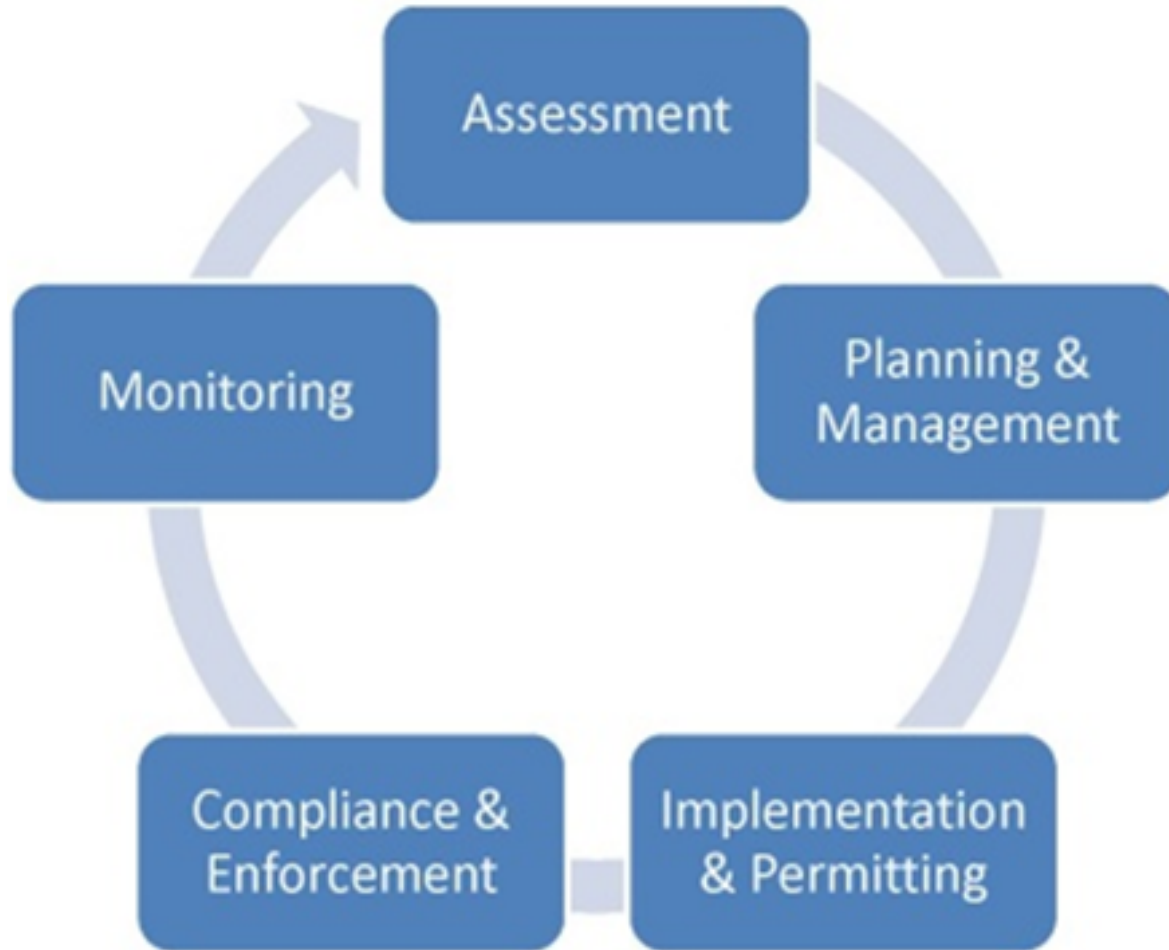 Assessment
Planning &
Management
Implementation
& Permitting
Compliance &
Enforcement
Monitoring